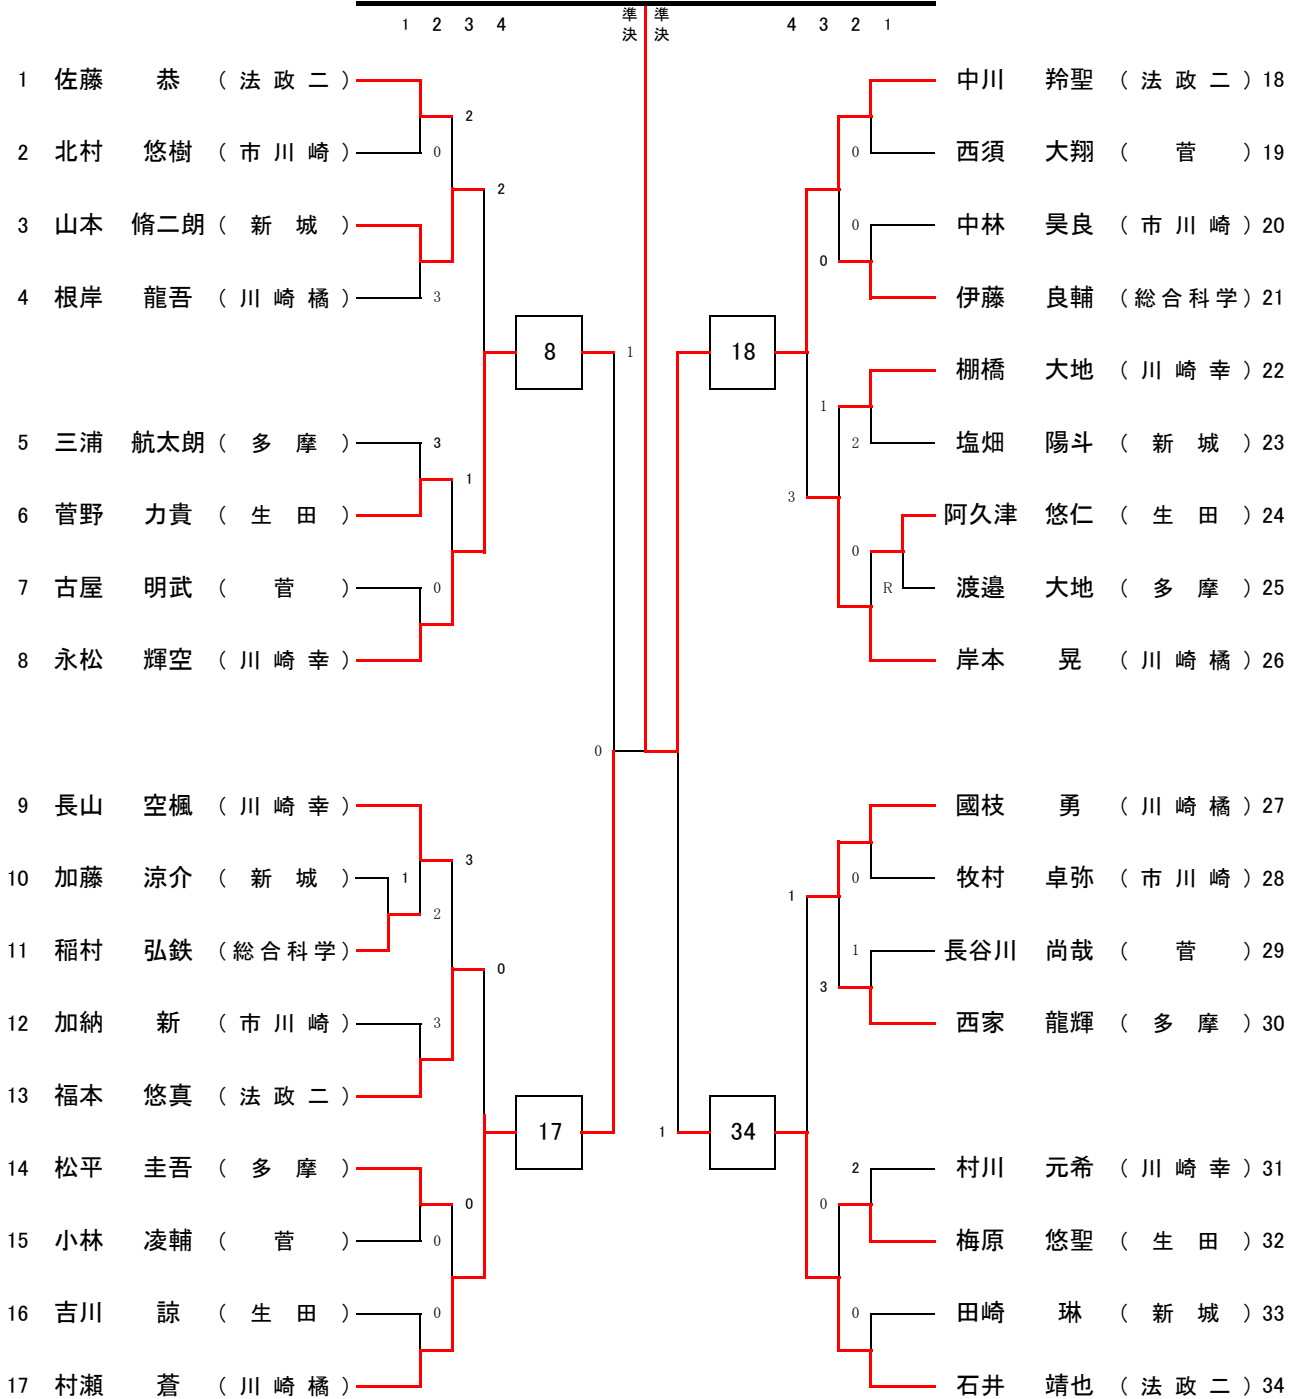 1 2 3 4 準決 準決 4 3 2 1
1 佐藤 恭 (法政二)
2
2 北村 悠樹 (市川崎)
0
2
3 山本 脩二朗 (新城)
4 根岸 龍吾 (川崎橘)
3
8
1
5 三浦 航太朗 (多摩)
3
1
6 菅野 力貴 (生田)
7 古屋 明武 (菅)
0
8 永松 輝空 (川崎幸)
0
9 長山 空楓 (川崎幸)
3
10 加藤 涼介 (新城)
1
2
11 稲村 弘鉄 (総合科学)
0
12 加納 新 (市川崎)
3
13 福本 悠真 (法政二)
17
14 松平 圭吾 (多摩)
0
15 小林 凌輔 (菅)
0
16 吉川 諒 (生田)
0
17 村瀬 蒼 (川崎橘)
中川 羚聖 (法政二) 18
0
西須 大翔 (菅) 19
0
中林 昊良 (市川崎) 20
0
伊藤 良輔 (総合科学) 21
18
棚橋 大地 (川崎幸) 22
1
2
塩畑 陽斗 (新城) 23
3
阿久津 悠仁 (生田) 24
0
R
渡邉 大地 (多摩) 25
岸本 晃 (川崎橘) 26
國枝 勇 (川崎橘) 27
0
牧村 卓弥 (市川崎) 28
1
1
長谷川 尚哉 (菅) 29
3
西家 龍輝 (多摩) 30
1
34
2
村川 元希 (川崎幸) 31
0
梅原 悠聖 (生田) 32
0
田崎 琳 (新城) 33
石井 靖也 (法政二) 34